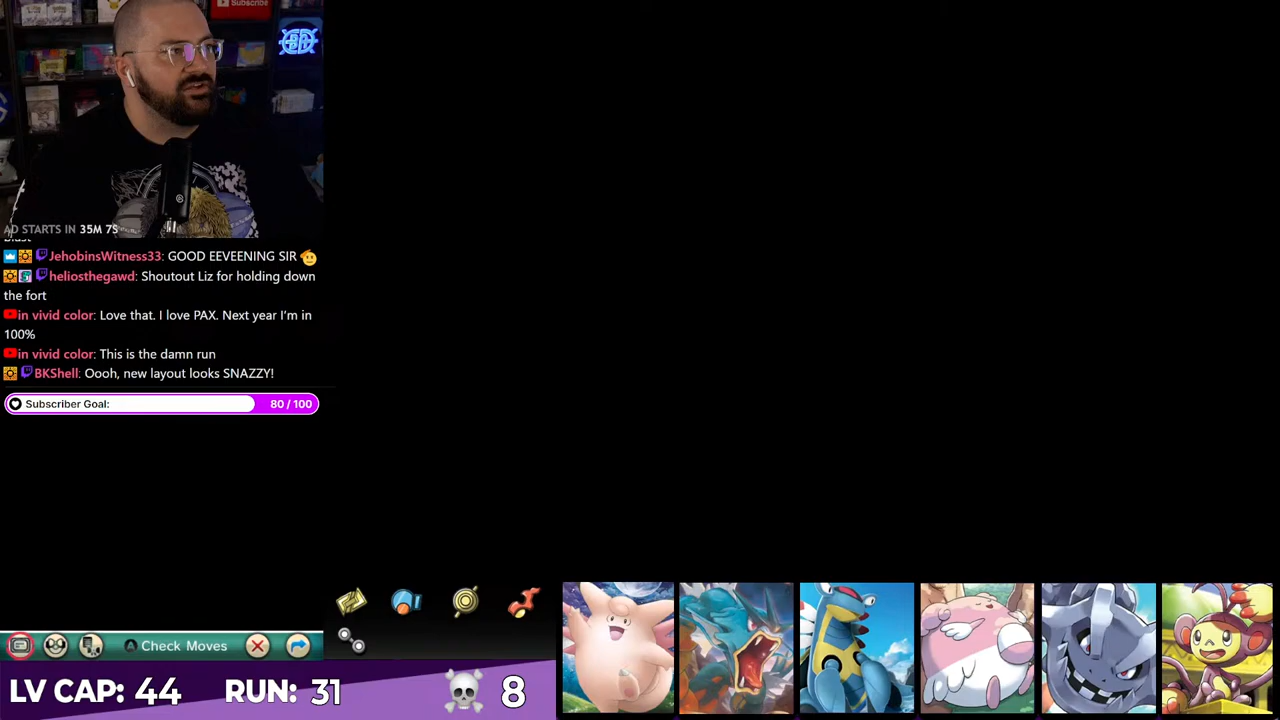 Subscribe
AD STARTS IN 35M 7S
Blast
JehobinsWitness33: GOOD EEVEENING SIR
heliosthegawd: Shoutout Liz for holding down
the fort
in vivid color: Love that. I love PAX. Next year I'm in
100%
in vivid color: This is the damn run
BKShell: Oooh, new layout looks SNAZZY!
Subscriber Goal: 80 / 100
A Check Moves
LV CAP: 44 RUN: 31 8